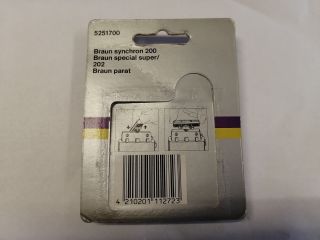 5251700
Braun synchron 200
Braun special super/
202
Braun parat
4 210201 112723